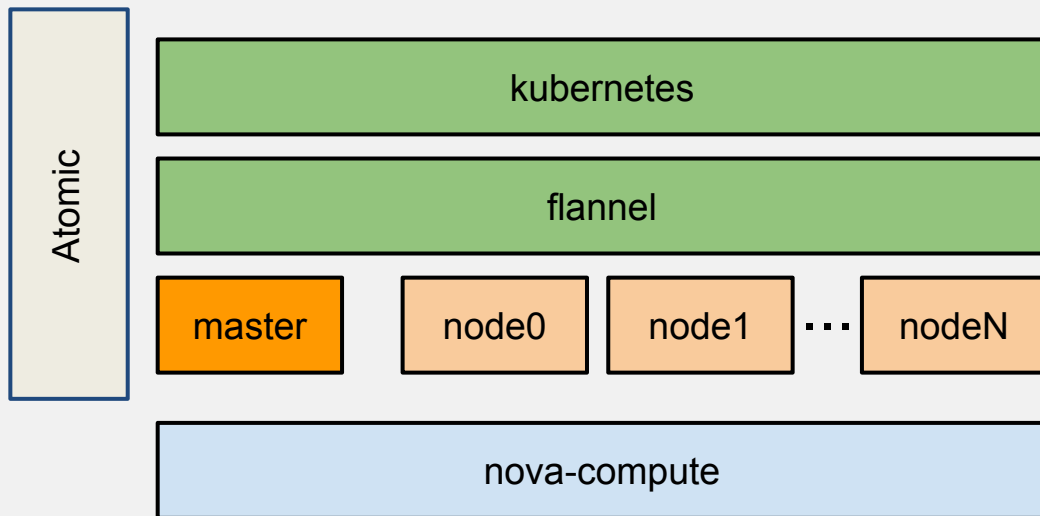 Atomic
kubernetes
flannel
master
node0
node1
...
nodeN
nova-compute